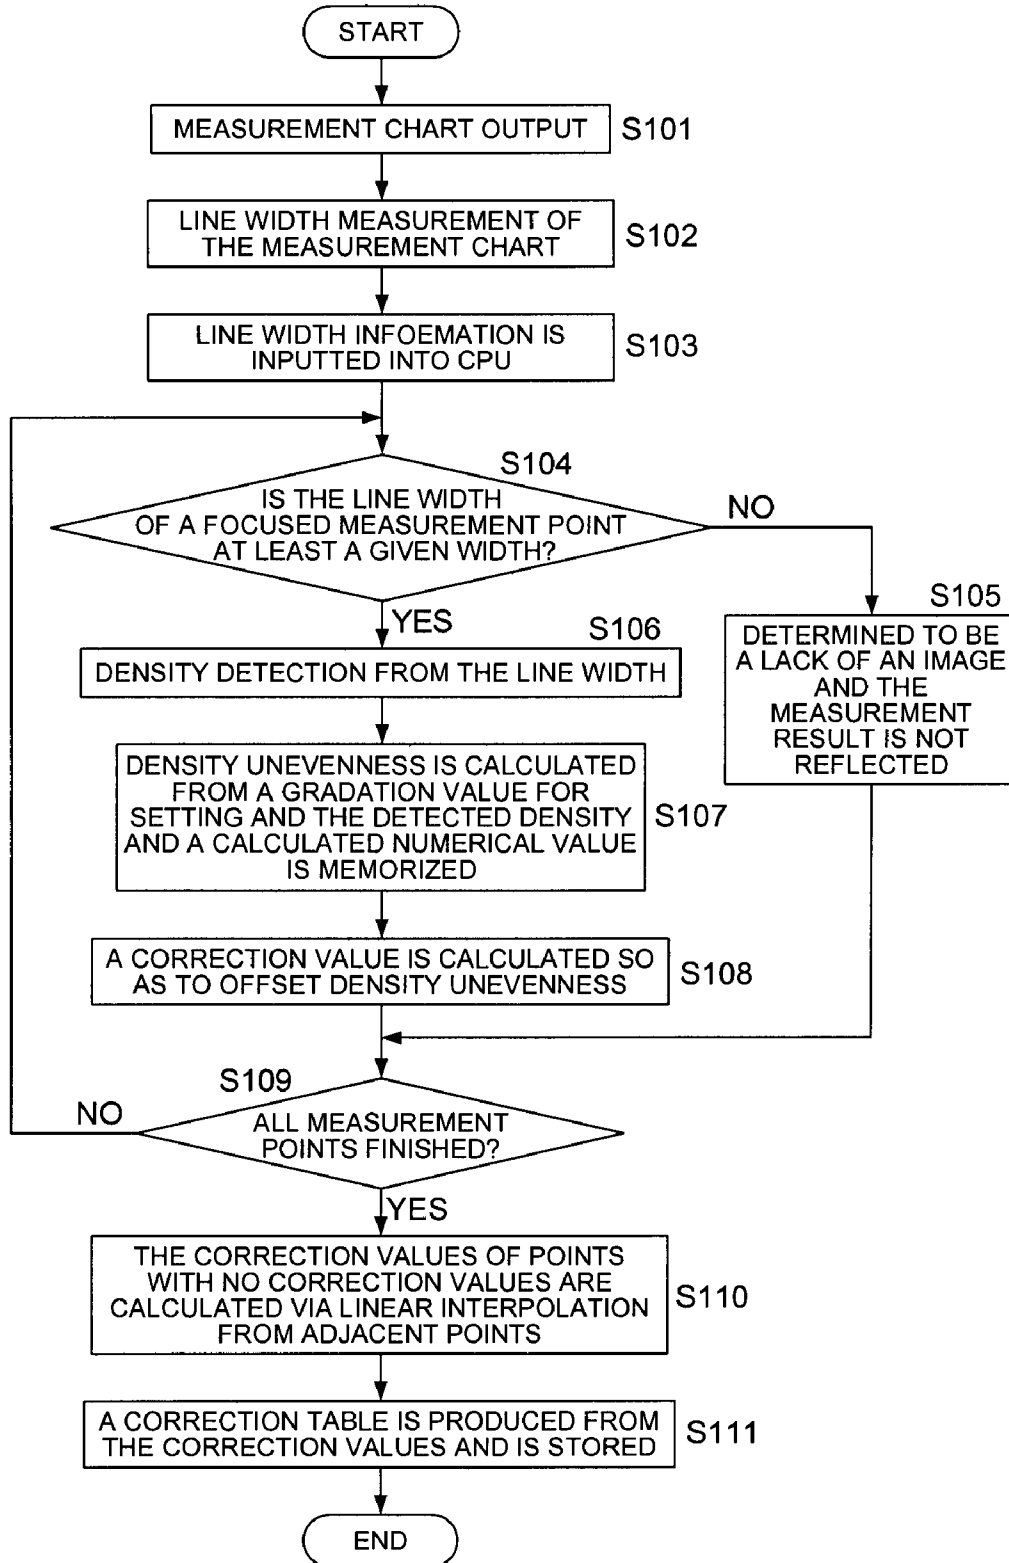 START
MEASUREMENT CHART OUTPUT
S101
LINE WIDTH MEASUREMENT OF
THE MEASUREMENT CHART
S102
LINE WIDTH INFOEMATION IS
INPUTTED INTO CPU
S103
S104
IS THE LINE WIDTH
OF A FOCUSED MEASUREMENT POINT
AT LEAST A GIVEN WIDTH?
NO
YES
S105
DETERMINED TO BE
A LACK OF AN IMAGE
AND THE
MEASUREMENT
RESULT IS NOT
REFLECTED
S106
DENSITY DETECTION FROM THE LINE WIDTH
DENSITY UNEVENNESS IS CALCULATED
FROM A GRADATION VALUE FOR
SETTING AND THE DETECTED DENSITY
AND A CALCULATED NUMERICAL VALUE
IS MEMORIZED
S107
A CORRECTION VALUE IS CALCULATED SO
AS TO OFFSET DENSITY UNEVENNESS
S108
S109
NO
ALL MEASUREMENT
POINTS FINISHED?
YES
THE CORRECTION VALUES OF POINTS
WITH NO CORRECTION VALUES ARE
CALCULATED VIA LINEAR INTERPOLATION
FROM ADJACENT POINTS
S110
A CORRECTION TABLE IS PRODUCED FROM
THE CORRECTION VALUES AND IS STORED
S111
END